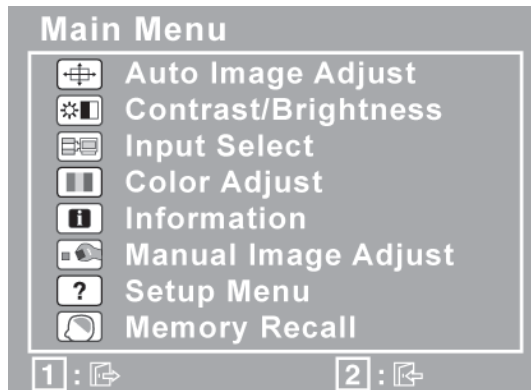 Main Menu
Auto Image Adjust
Contrast/Brightness
Input Select
Color Adjust
i Information
Manual Image Adjust
? Setup Menu
Memory Recall
1 : 2 :